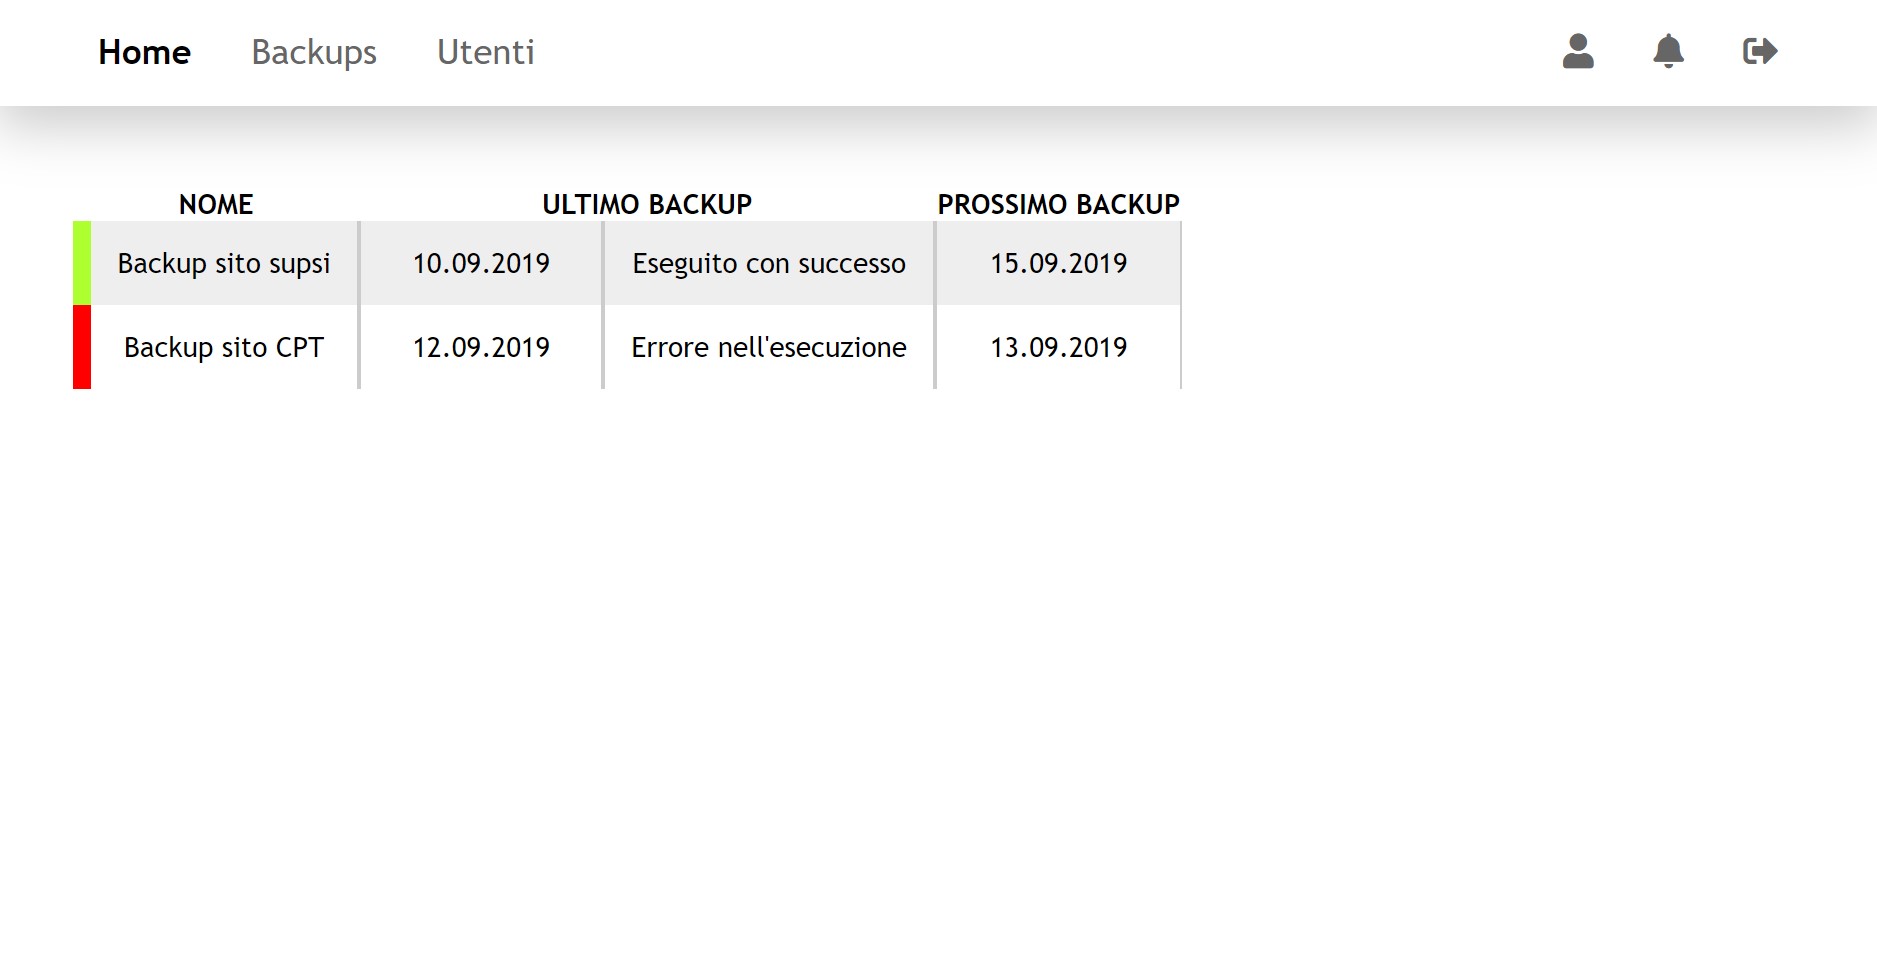 Home Backups Utenti
NOME ULTIMO BACKUP PROSSIMO BACKUP
Backup sito supsi 10.09.2019 Eseguito con successo 15.09.2019
Backup sito CPT 12.09.2019 Errore nell'esecuzione 13.09.2019